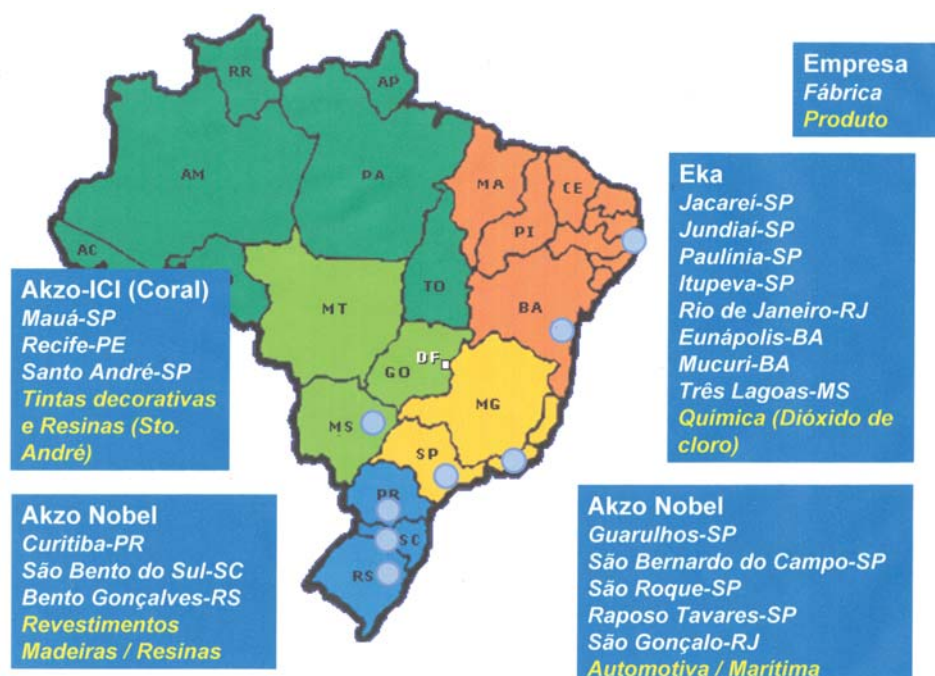 RR
AP
AM
PA
MA
CE
PI
AC
TO
MT
BA
DF
GO
MG
MS
SP
PR
SC
RS
Empresa
Fábrica
Produto
Eka
Jacareí-SP
Jundiaí-SP
Paulínia-SP
Itupeva-SP
Rio de Janeiro-RJ
Eunápolis-BA
Mucuri-BA
Três Lagoas-MS
Química (Dióxido de
cloro)
Akzo-ICI (Coral)
Mauá-SP
Recife-PE
Santo André-SP
Tintas decorativas
e Resinas (Sto.
André)
Akzo Nobel
Curitiba-PR
São Bento do Sul-SC
Bento Gonçalves-RS
Revestimentos
Madeiras / Resinas
Akzo Nobel
Guarulhos-SP
São Bernardo do Campo-SP
São Roque-SP
Raposo Tavares-SP
São Gonçalo-RJ
Automotiva / Marítima